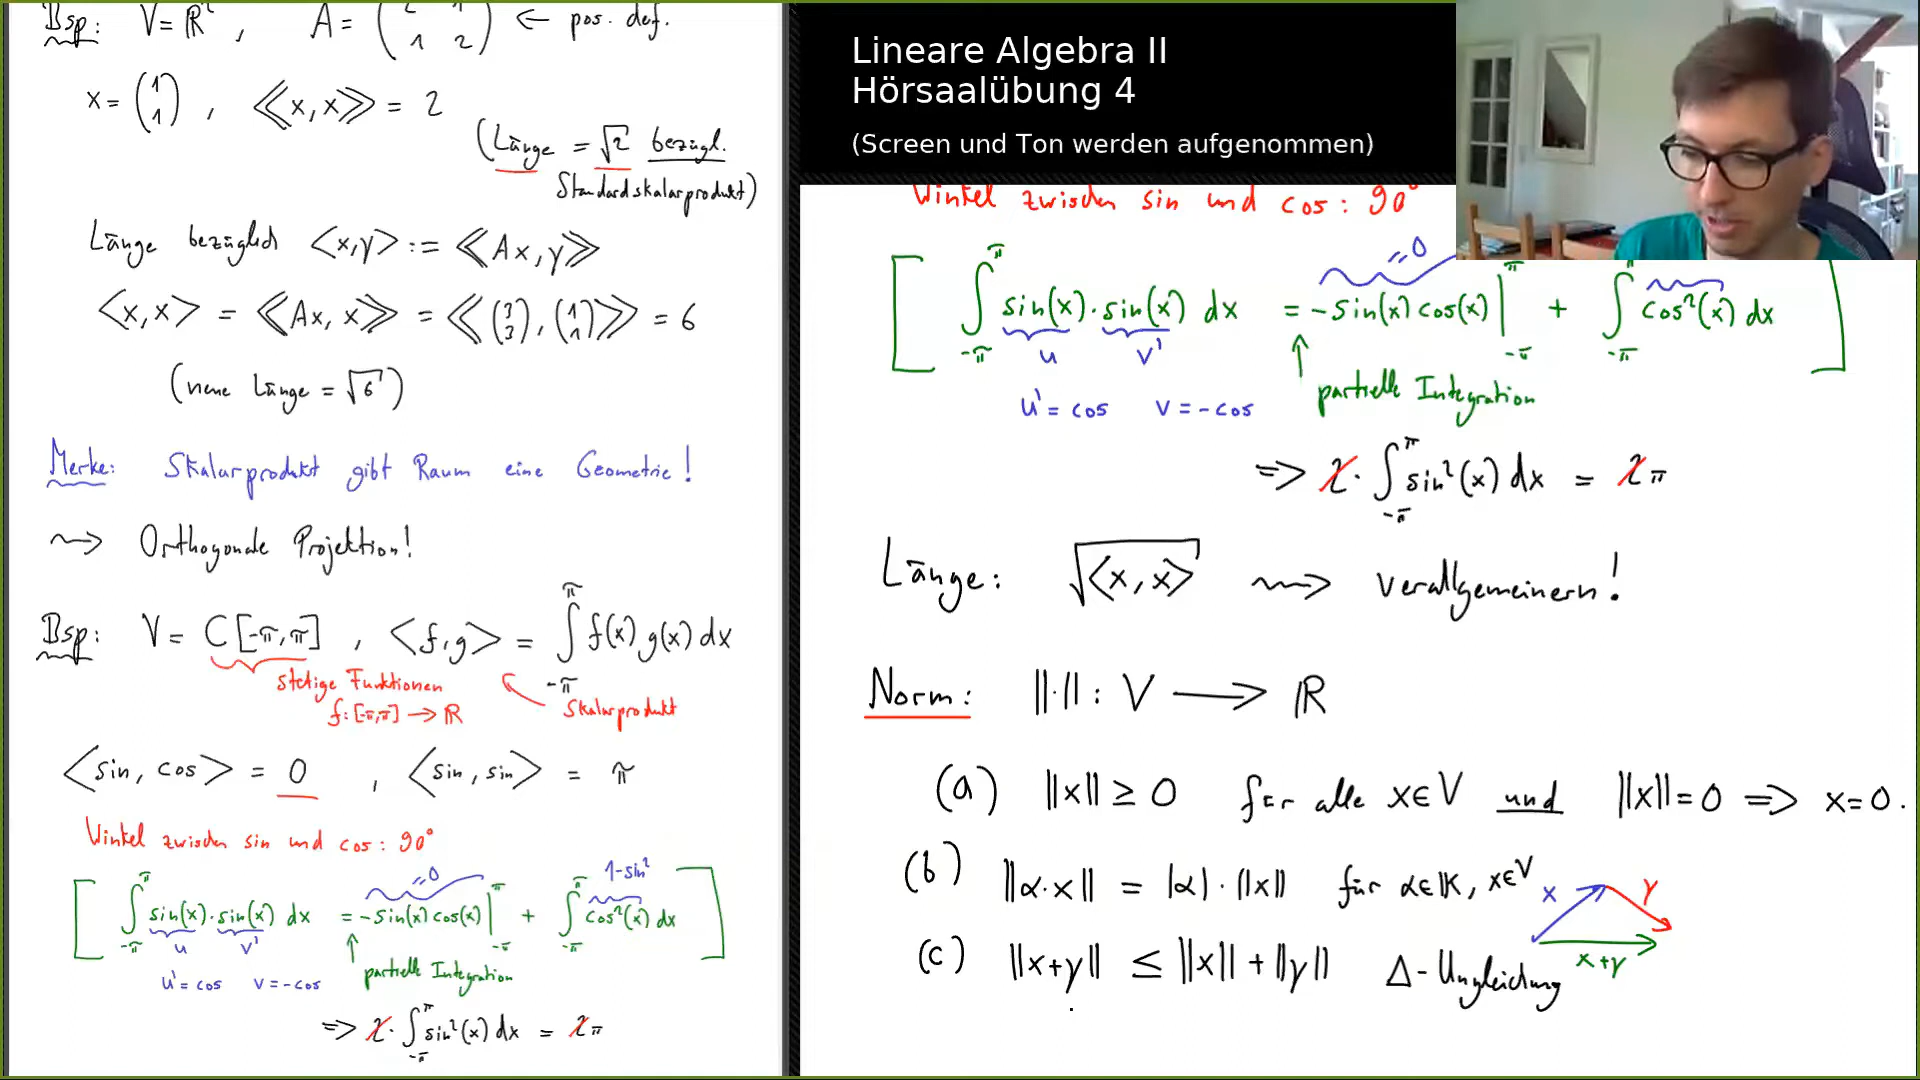 Bsp: V = ℝ² , A = ( 2 1 ; 1 2 ) ← pos. def.
x = ( 1 ; 1 ) , ⟪x, x⟫ = 2
(Länge = √2 bezügl.
Standardskalarprodukt)
Länge bezüglich <x,y> := ⟪Ax, y⟫
<x, x> = ⟪Ax, x⟫ = ⟪( 3 ; 3 ), ( 1 ; 1 )⟫ = 6
(neue Länge = √6)
Merke: Skalarprodukt gibt Raum eine Geometrie!
⇝ Orthogonale Projektion!
Bsp: V = C[-π, π] , <f, g> = ∫_{-π}^{π} f(x) g(x) dx
stetige Funktionen
f: [-π,π] → ℝ
Skalarprodukt
<sin, cos> = 0 , <sin, sin> = π
Winkel zwischen sin und cos: 90°
=0 1-sin²
[ ∫_{-π}^{π} sin(x)·sin(x) dx = -sin(x) cos(x) |_{-π}^{π} + ∫_{-π}^{π} cos²(x) dx ]
u v'
↑ partielle Integration
u' = cos v = -cos
=> 2· ∫_{-π}^{π} sin²(x) dx = 2π
Lineare Algebra II
Hörsaalübung 4
(Screen und Ton werden aufgenommen)
Winkel zwischen sin und cos: 90°
=0
[ ∫_{-π}^{π} sin(x)·sin(x) dx = -sin(x) cos(x) |_{-π}^{π} + ∫_{-π}^{π} cos²(x) dx ]
u v'
↑ partielle Integration
u' = cos v = -cos
=> 2· ∫_{-π}^{π} sin²(x) dx = 2π
Länge: √<x, x> ⇝ verallgemeinern!
Norm: ||·|| : V → ℝ
(a) ||x|| ≥ 0 für alle x∈V und ||x|| = 0 => x=0.
(b) ||α·x|| = |α|·||x|| für α∈𝕂, x∈V
x y
x+y
(c) ||x+y|| ≤ ||x|| + ||y|| Δ-Ungleichung